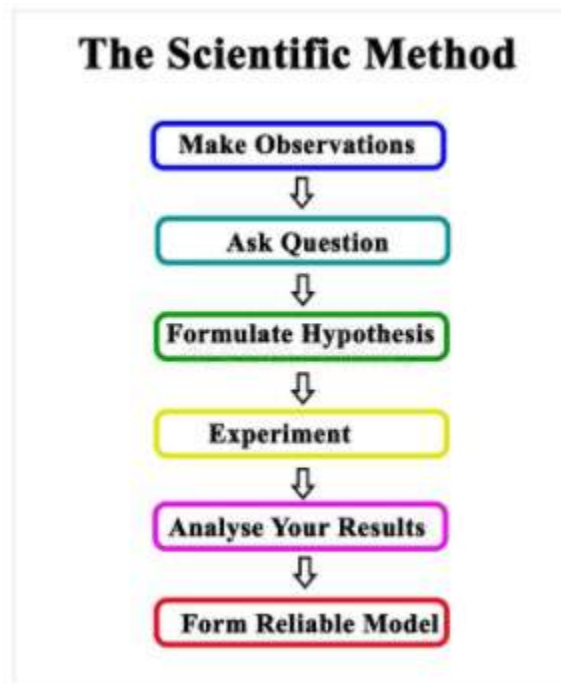 The Scientific Method
Make Observations
Ask Question
Formulate Hypothesis
Experiment
Analyse Your Results
Form Reliable Model